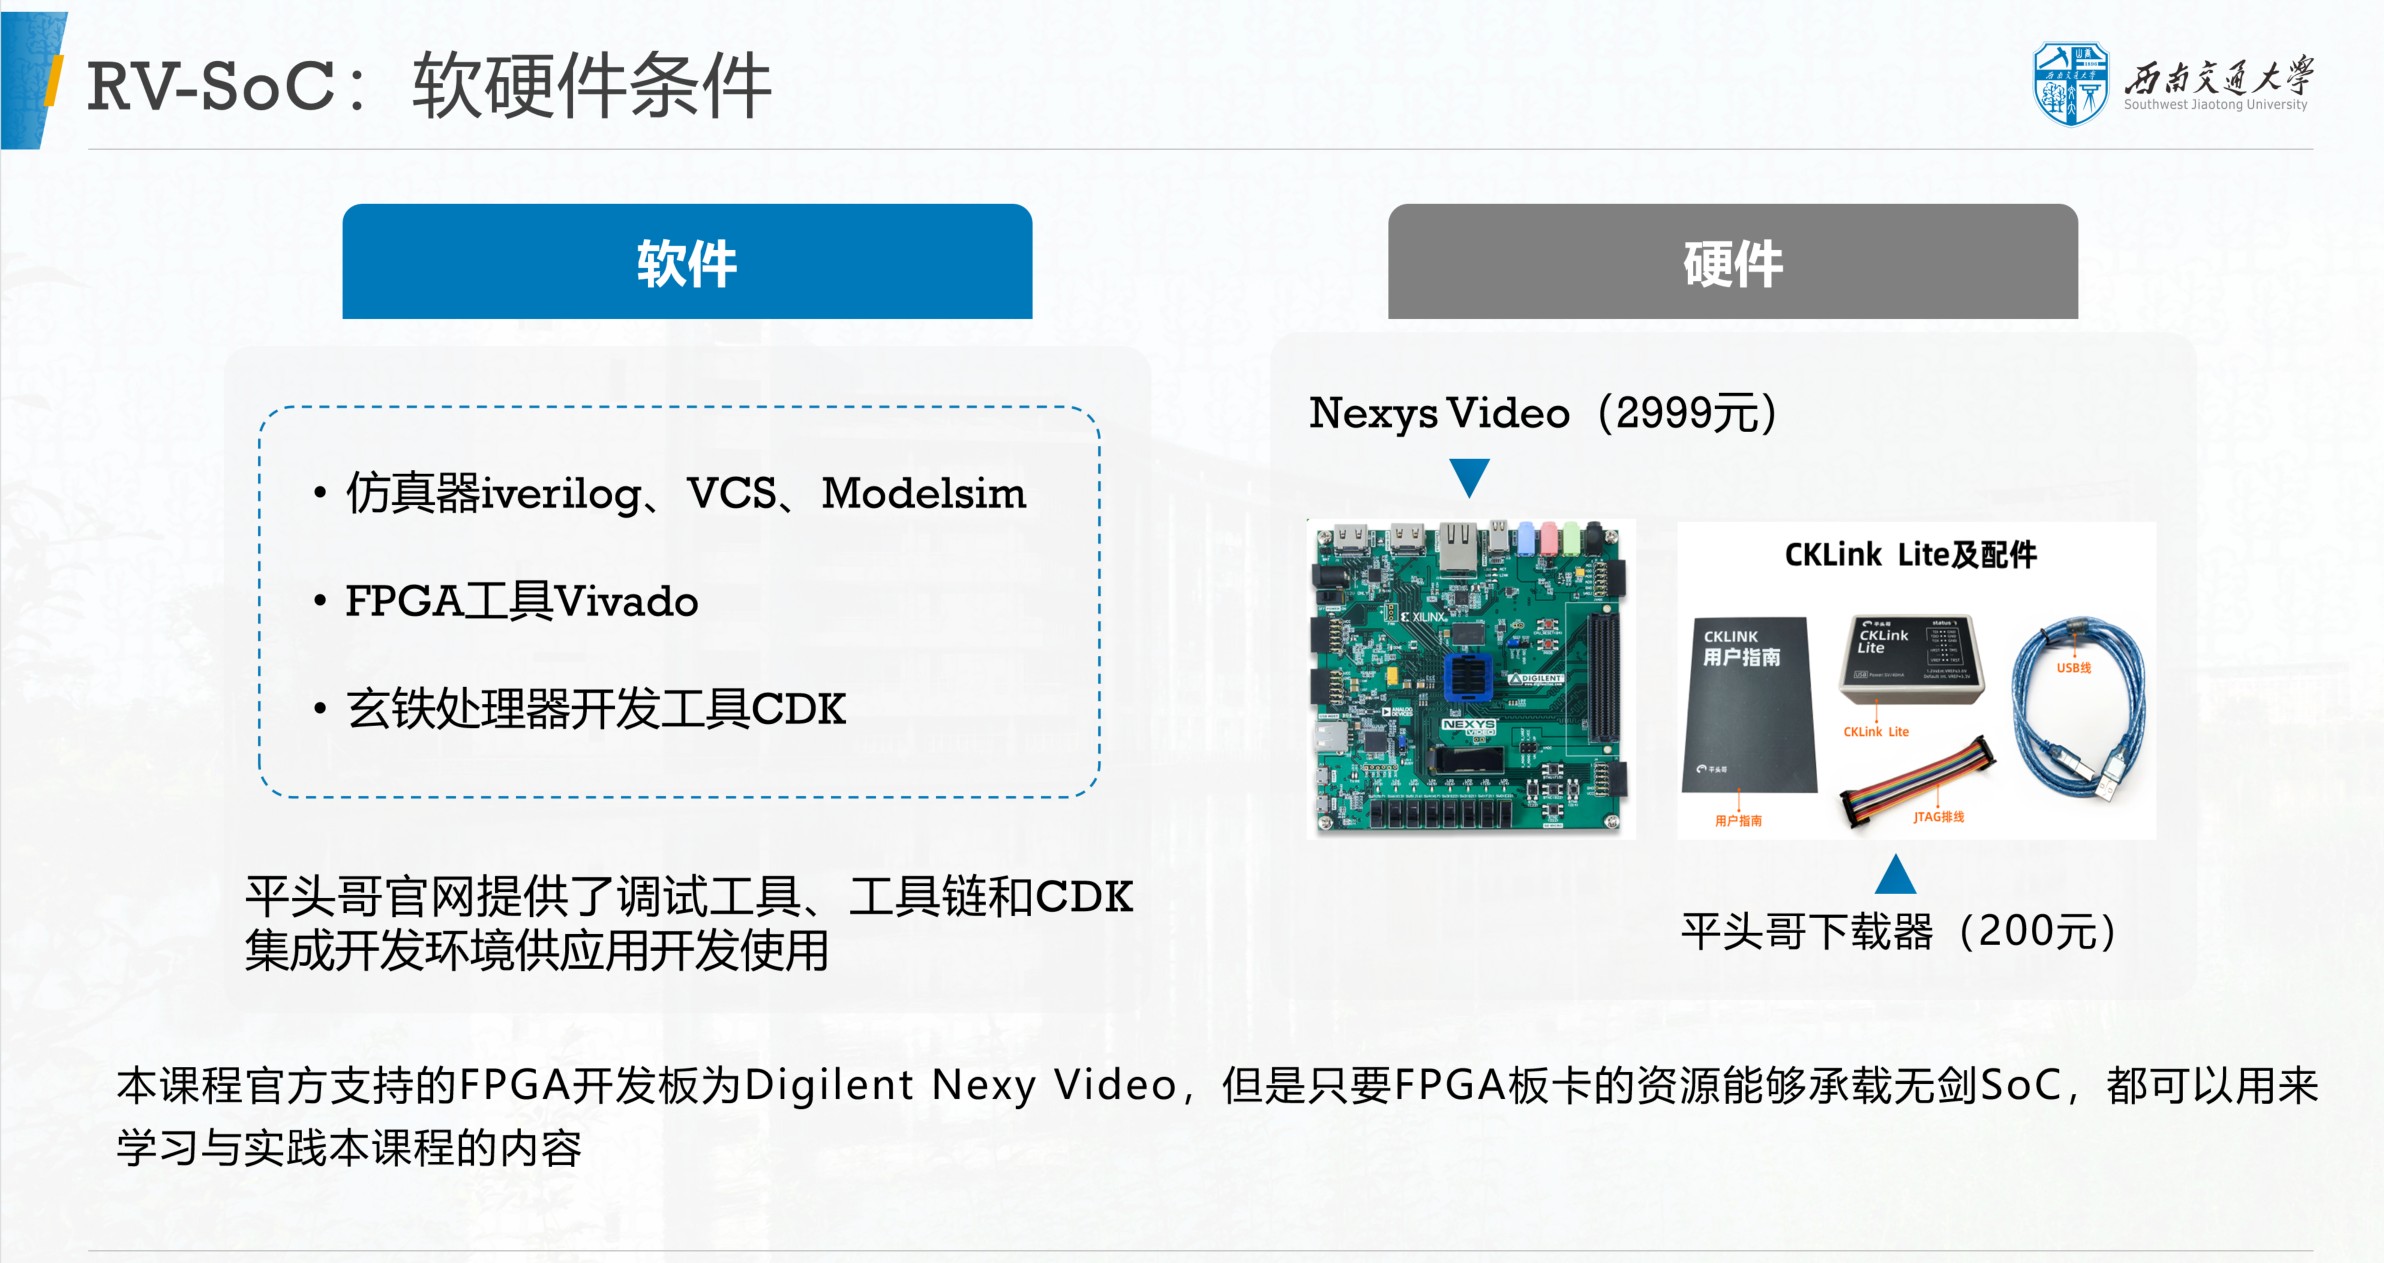 RV-SoC：软硬件条件
西南交通大學
Southwest Jiaotong University
软件
• 仿真器iverilog、VCS、Modelsim
• FPGA工具Vivado
• 玄铁处理器开发工具CDK
平头哥官网提供了调试工具、工具链和CDK
集成开发环境供应用开发使用
硬件
Nexys Video（2999元）
XILINX
DIGILENT
ANALOG
DEVICES
NEXYS
VIDEO
CKLink Lite及配件
CKLINK
用户指南
平头哥
用户指南
平头哥
status
CKLink
Lite
CKLink Lite
USB线
JTAG排线
平头哥下载器（200元）
本课程官方支持的FPGA开发板为Digilent Nexy Video，但是只要FPGA板卡的资源能够承载无剑SoC，都可以用来
学习与实践本课程的内容